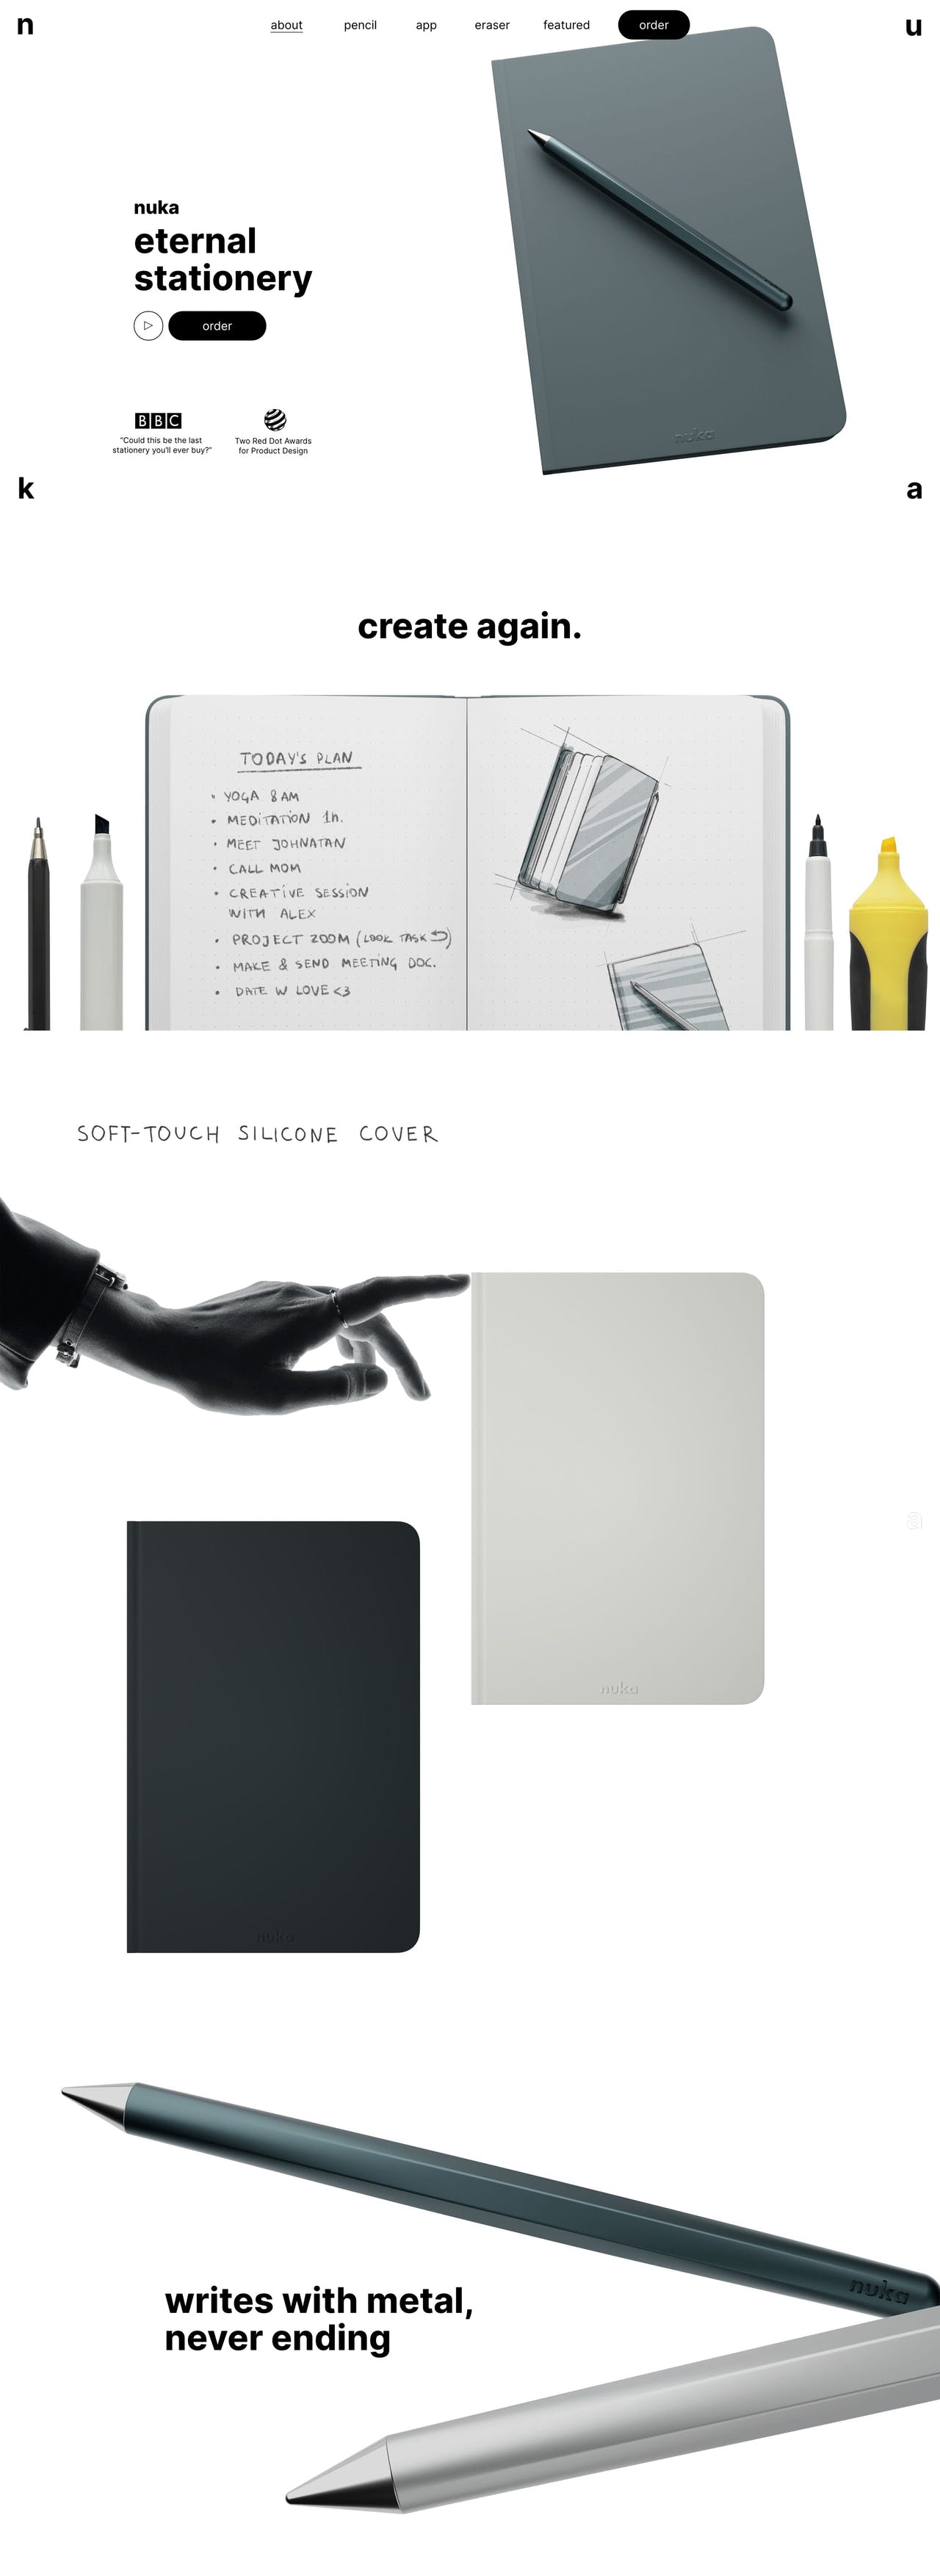 n
about pencil app eraser featured order
u
nuka
eternal
stationery
order
BBC
"Could this be the last
stationery you'll ever buy?"
Two Red Dot Awards
for Product Design
nuka
k
a
create again.
TODAY'S PLAN
• YOGA 8 AM
• MEDITATION 1h.
• MEET JOHNATAN
• CALL MOM
• CREATIVE SESSION
WITH ALEX
• PROJECT ZOOM (LOOK TASK ⮌)
• MAKE & SEND MEETING DOC.
• DATE W LOVE <3
SOFT-TOUCH SILICONE COVER
a
nuka
nuka
nuka
writes with metal,
never ending